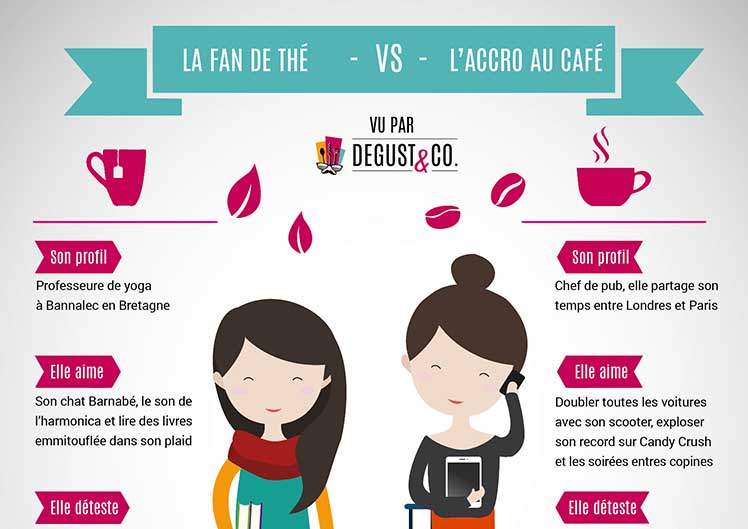 LA FAN DE THÉ - VS - L'ACCRO AU CAFÉ
VU PAR
DEGUST&CO.
Son profil
Professeure de yoga
à Bannalec en Bretagne
Elle aime
Son chat Barnabé, le son de
l'harmonica et lire des livres
emmitouflée dans son plaid
Elle déteste
Son profil
Chef de pub, elle partage son
temps entre Londres et Paris
Elle aime
Doubler toutes les voitures
avec son scooter, exploser
son record sur Candy Crush
et les soirées entres copines
Elle déteste